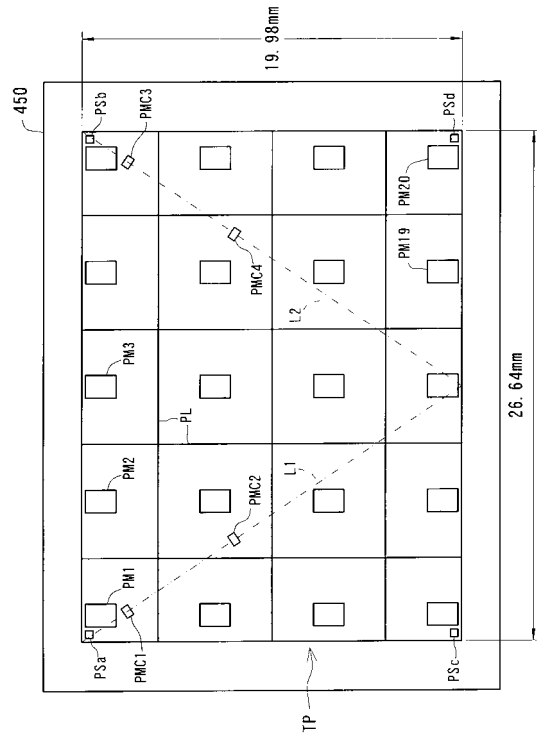 450
19. 98mm
PSb
PMC3
PSd
PM20
PM19
PMC4
L2
PM3
PL
26. 64mm
PM2
L1
PMC2
PM1
PSa
PMC1
PSc
TP